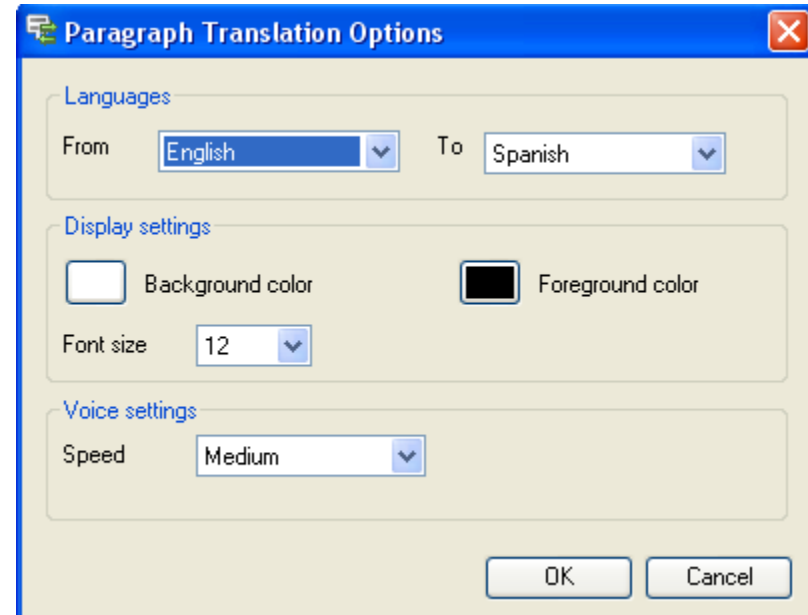 Paragraph Translation Options
Languages
From English To Spanish
Display settings
Background color Foreground color
Font size 12
Voice settings
Speed Medium
OK Cancel